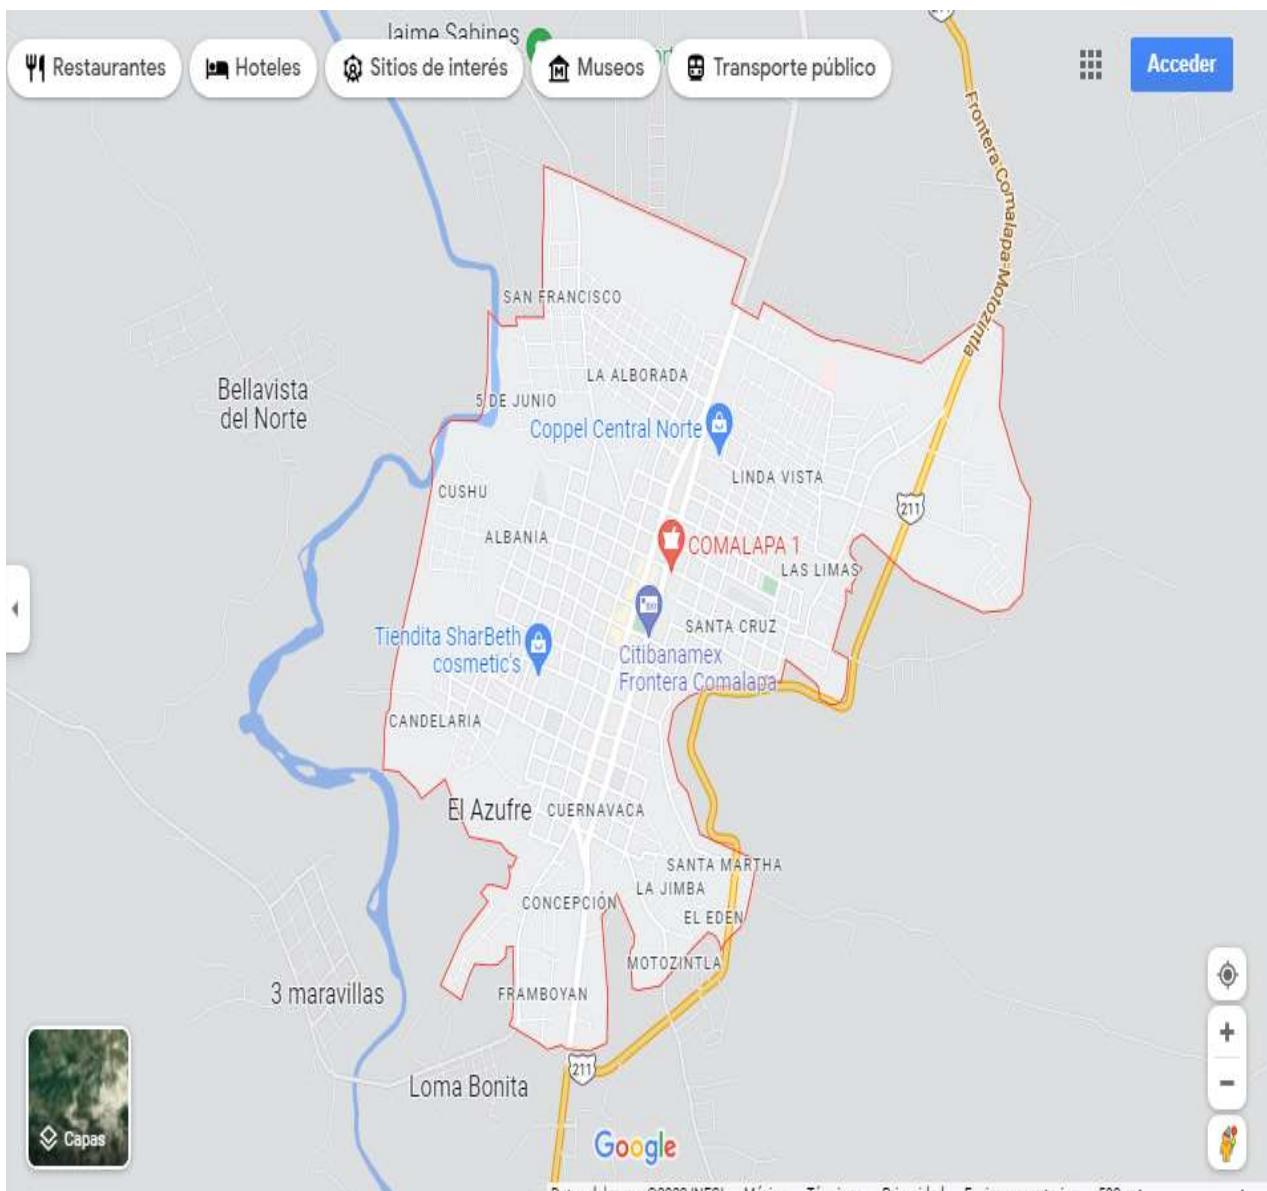 Jaime Sabines
211
Restaurantes
Hoteles
Sitios de interés
Museos
Transporte público
Acceder
Frontera Comalapa-Motozintla
SAN FRANCISCO
LA ALBORADA
Bellavista
del Norte
5 DE JUNIO
Coppel Central Norte
LINDA VISTA
CUSHU
211
ALBANIA
COMALAPA 1
LAS LIMAS
SANTA CRUZ
Tiendita SharBeth
cosmetic's
Citibanamex
Frontera Comalapa
CANDELARIA
El Azufre
CUERNAVACA
SANTA MARTHA
LA JIMBA
CONCEPCIÓN
EL EDEN
MOTOZINTLA
3 maravillas
FRAMBOYAN
211
Loma Bonita
Capas
Google